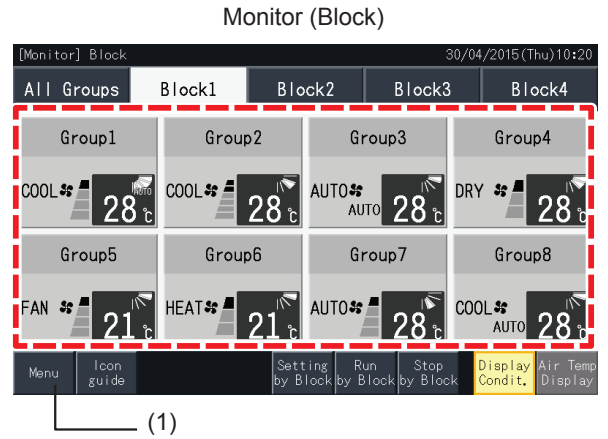 Monitor (Block)
[Monitor] Block 30/04/2015(Thu)10:20
All Groups Block1 Block2 Block3 Block4
Group1 Group2 Group3 Group4
COOL AUTO 28℃ COOL 28℃ AUTO AUTO 28℃ DRY 28℃
Group5 Group6 Group7 Group8
FAN 21℃ HEAT 21℃ AUTO 28℃ COOL AUTO 28℃
Menu Icon guide Setting by Block Run by Block Stop by Block Display Condit. Air Temp Display
(1)